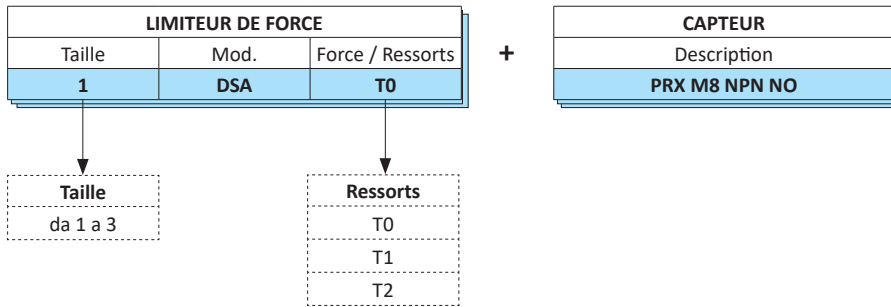 LIMITEUR DE FORCE
Taille Mod. Force / Ressorts
1 DSA T0
+
CAPTEUR
Description
PRX M8 NPN NO
Taille
da 1 a 3
Ressorts
T0
T1
T2